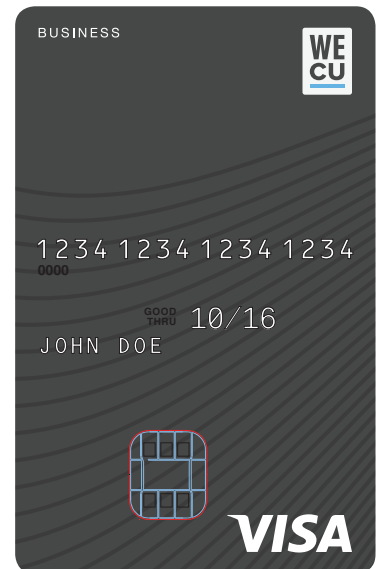 BUSINESS
WE
CU
1234 1234 1234 1234
0000
GOOD
THRU
10/16
JOHN DOE
VISA